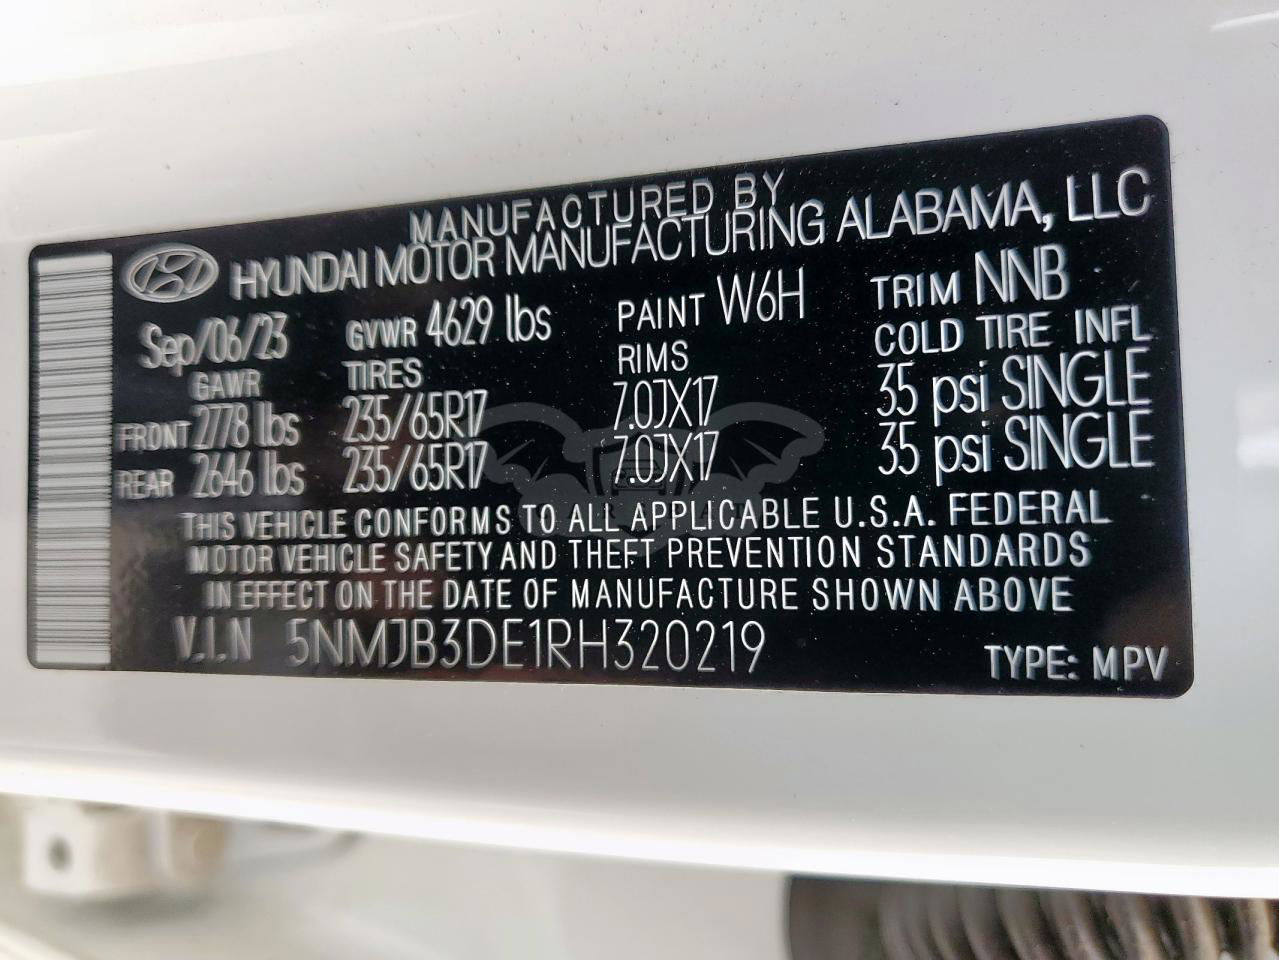 MANUFACTURED BY
HYUNDAI MOTOR MANUFACTURING ALABAMA, LLC
Sep/06/23 GVWR 4629 lbs PAINT W6H TRIM NNB
GAWR TIRES RIMS COLD TIRE INFL
FRONT 2778 lbs 235/65R17 7.0JX17 35 psi SINGLE
REAR 2646 lbs 235/65R17 7.0JX17 35 psi SINGLE
THIS VEHICLE CONFORMS TO ALL APPLICABLE U.S.A. FEDERAL
MOTOR VEHICLE SAFETY AND THEFT PREVENTION STANDARDS
IN EFFECT ON THE DATE OF MANUFACTURE SHOWN ABOVE
V.I.N 5NMJB3DE1RH320219 TYPE: MPV